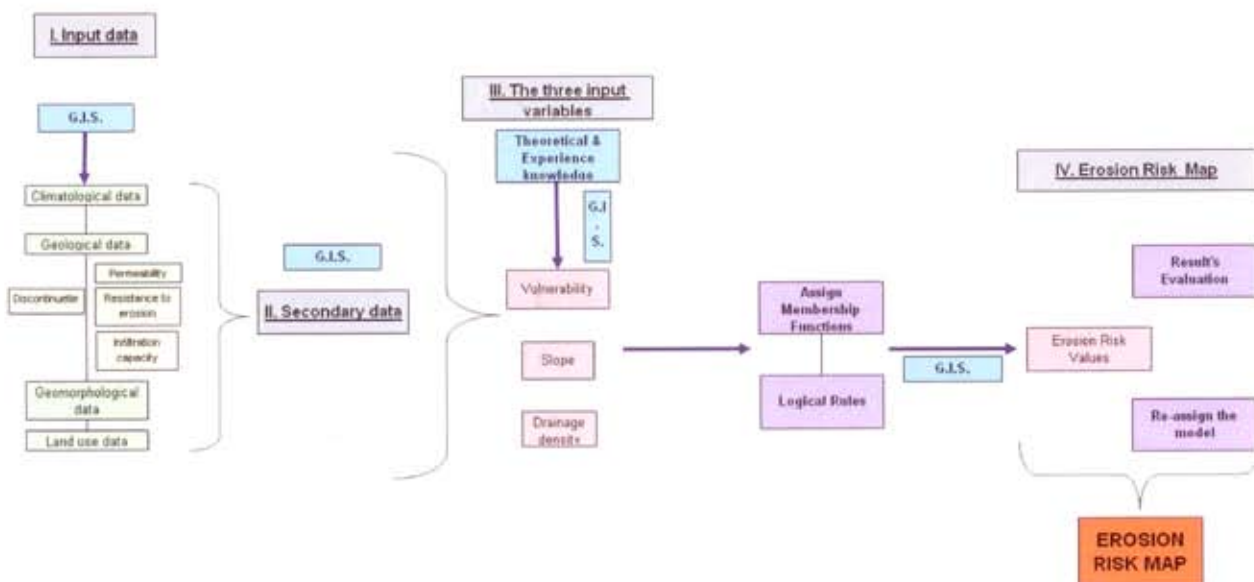 I. Input data
G.I.S.
Climatological data
Geological data
Permeability
Discontinuities
Resistance to
erosion
Infiltration
capacity
Geomorphological
data
Land use data
G.I.S.
II. Secondary data
III. The three input
variables
Theoretical &
Experience
knowledge
G.I
.
S.
Vulnerability
Slope
Drainage
density
Assign
Membership
Functions
Logical Rules
G.I.S.
IV. Erosion Risk Map
Result's
Evaluation
Erosion Risk
Values
Re-assign the
model
EROSION
RISK MAP